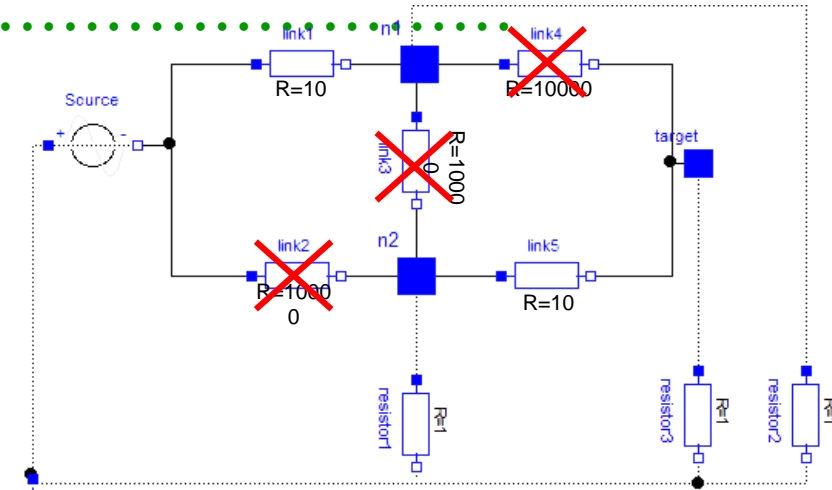 link1
n1
link4
R=10
R=10000
Source
+
-
link3
R=1000
0
target
link2
n2
link5
R=1000
0
R=10
resistor1
R=1
resistor3
R=1
resistor2
R=1